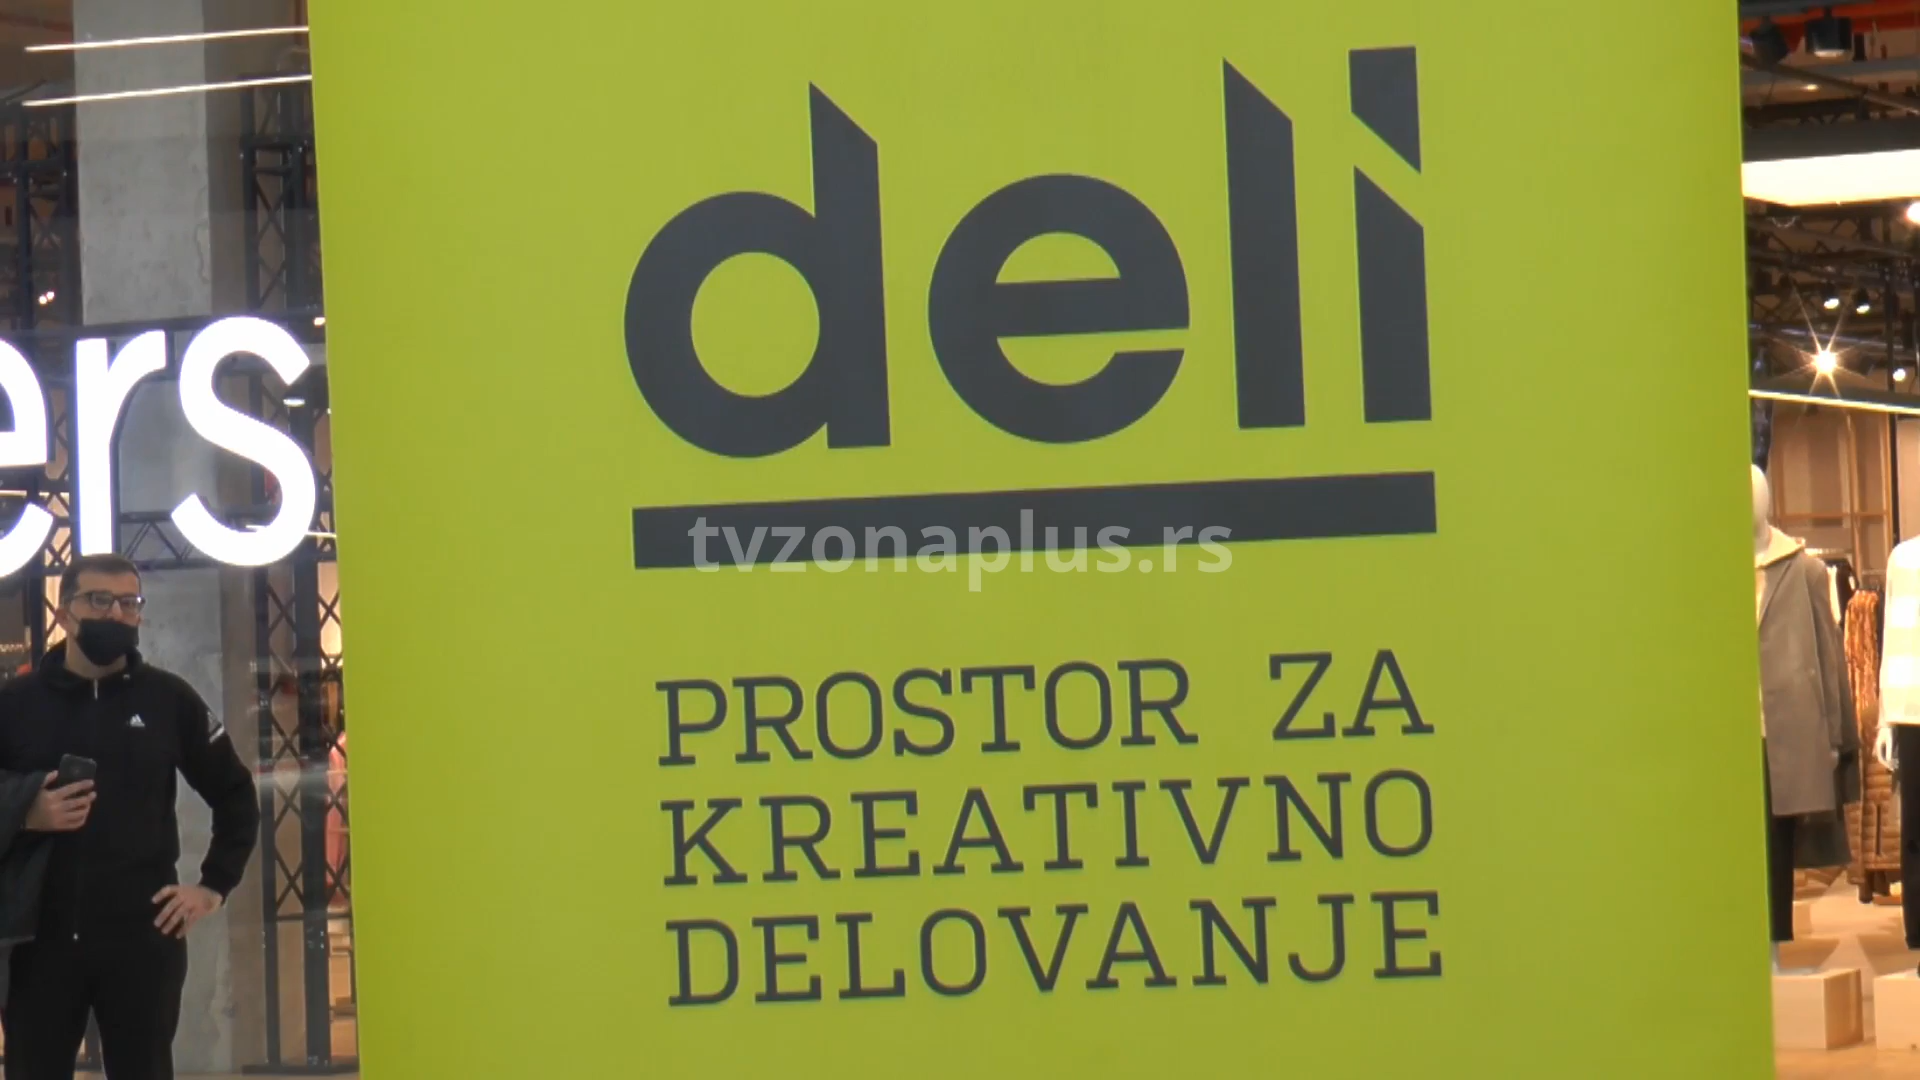 deli
tvzonaplus.rs
PROSTOR ZA
KREATIVNO
DELOVANJE
ers